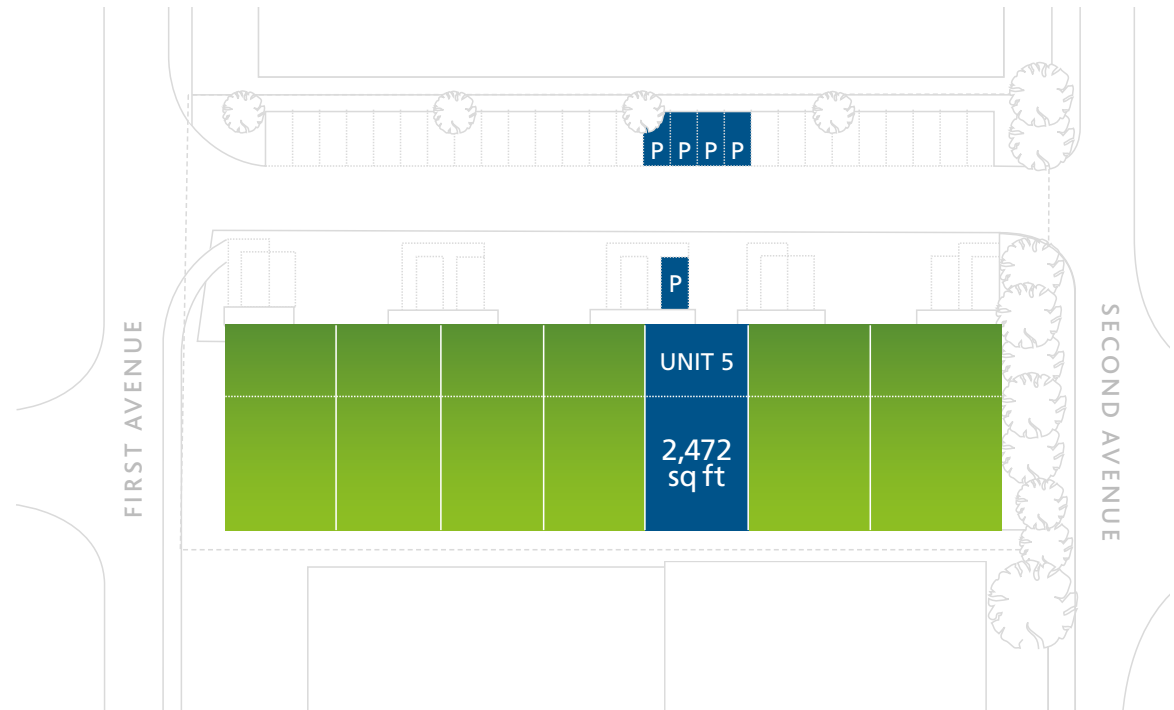 P P P P
P
FIRST AVENUE
SECOND AVENUE
UNIT 5
2,472
sq ft